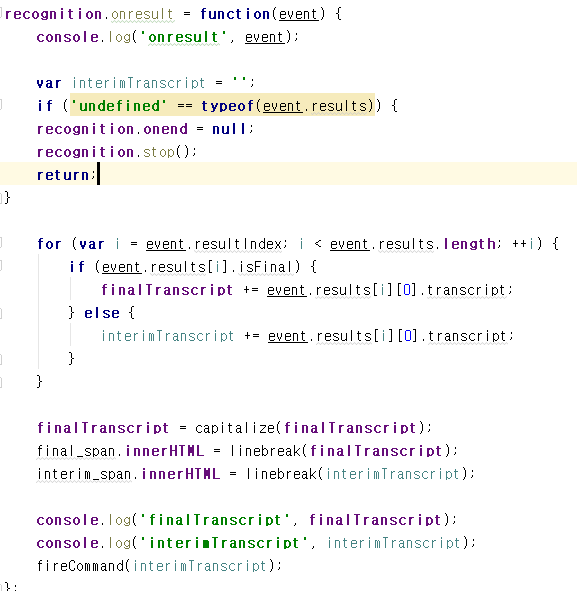 recognition.onresult = function(event) {
    console.log('onresult', event);

    var interimTranscript = '';
    if ('undefined' == typeof(event.results)) {
    recognition.onend = null;
    recognition.stop();
    return;
}

    for (var i = event.resultIndex; i < event.results.length; ++i) {
        if (event.results[i].isFinal) {
            finalTranscript += event.results[i][0].transcript;
        } else {
            interimTranscript += event.results[i][0].transcript;
        }
    }

    finalTranscript = capitalize(finalTranscript);
    final_span.innerHTML = linebreak(finalTranscript);
    interim_span.innerHTML = linebreak(interimTranscript);

    console.log('finalTranscript', finalTranscript);
    console.log('interimTranscript', interimTranscript);
    fireCommand(interimTranscript);
};